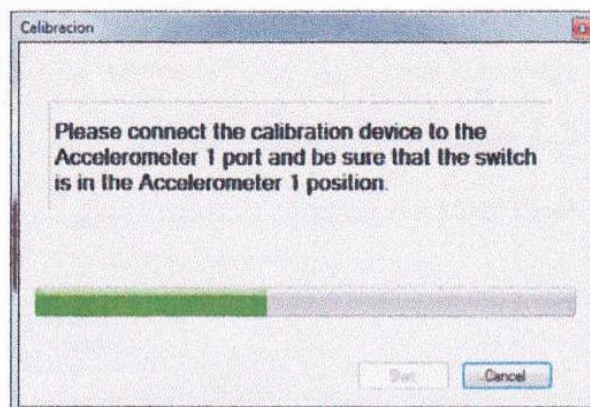 Calibracion
Please connect the calibration device to the
Accelerometer 1 port and be sure that the switch
is in the Accelerometer 1 position.
Start
Cancel